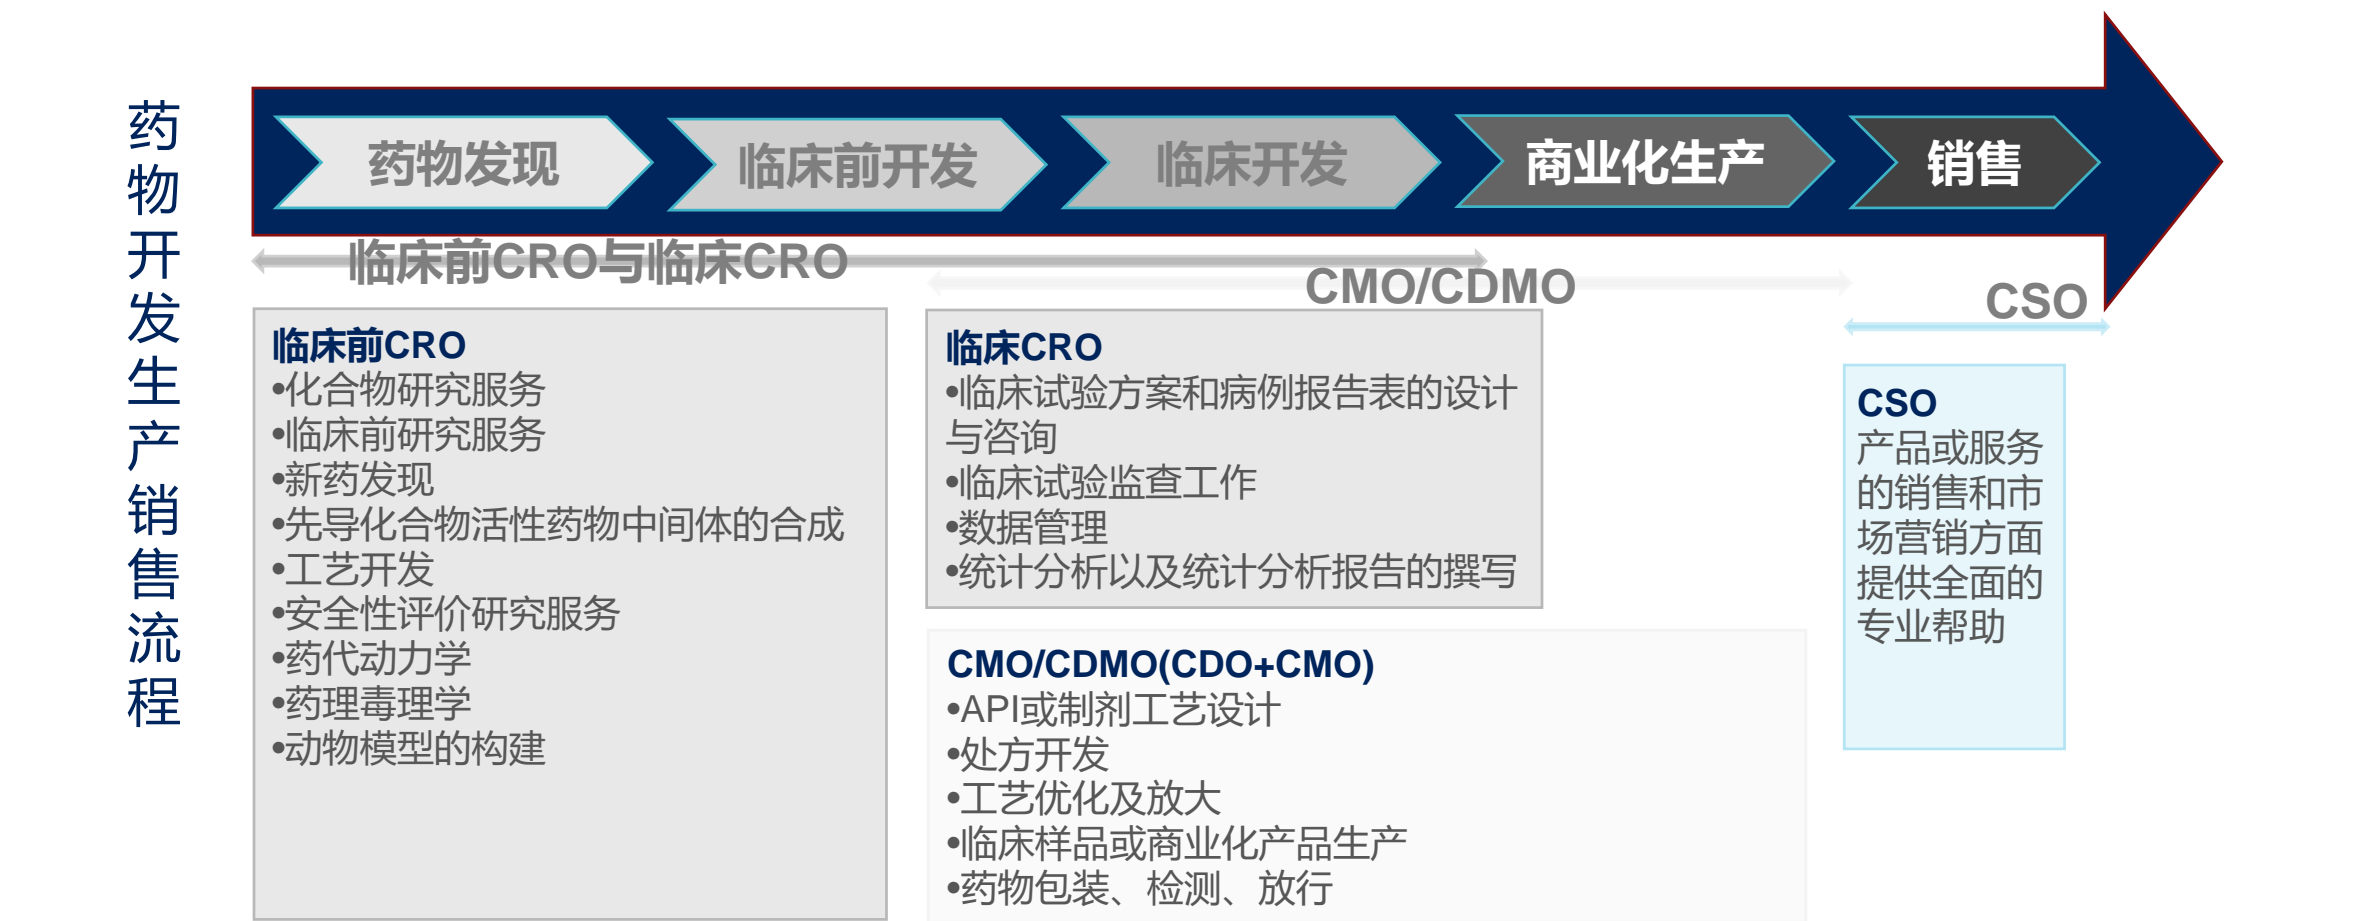 药物开发生产销售流程
药物发现
临床前开发
临床开发
商业化生产
销售
临床前CRO与临床CRO
CMO/CDMO
CSO
临床前CRO
•化合物研究服务
•临床前研究服务
•新药发现
•先导化合物活性药物中间体的合成
•工艺开发
•安全性评价研究服务
•药代动力学
•药理毒理学
•动物模型的构建
临床CRO
•临床试验方案和病例报告表的设计
与咨询
•临床试验监查工作
•数据管理
•统计分析以及统计分析报告的撰写
CMO/CDMO(CDO+CMO)
•API或制剂工艺设计
•处方开发
•工艺优化及放大
•临床样品或商业化产品生产
•药物包装、检测、放行
CSO
产品或服务
的销售和市
场营销方面
提供全面的
专业帮助